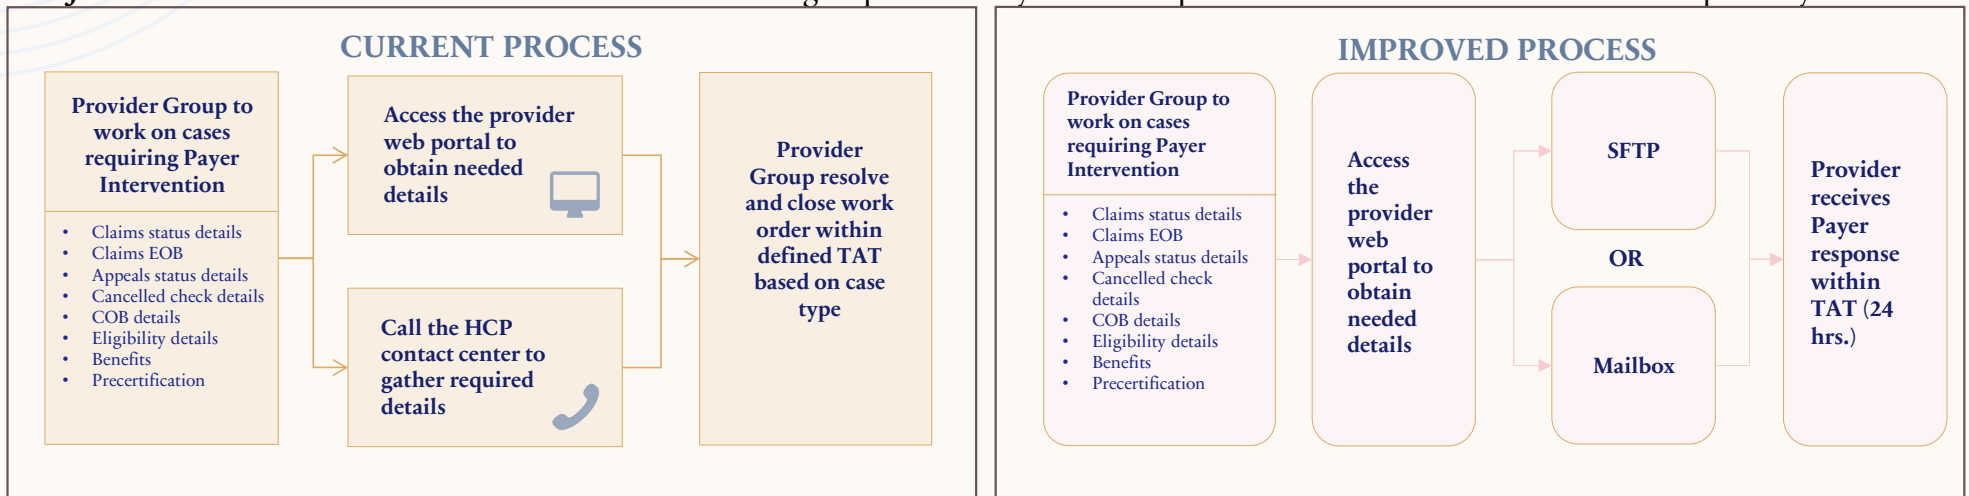 CURRENT PROCESS
Provider Group to
work on cases
requiring Payer
Intervention
• Claims status details
• Claims EOB
• Appeals status details
• Cancelled check details
• COB details
• Eligibility details
• Benefits
• Precertification
Access the provider
web portal to
obtain needed
details
Call the HCP
contact center to
gather required
details
Provider
Group resolve
and close work
order within
defined TAT
based on case
type
IMPROVED PROCESS
Provider Group to
work on cases
requiring Payer
Intervention
• Claims status details
• Claims EOB
• Appeals status details
• Cancelled check
details
• COB details
• Eligibility details
• Benefits
• Precertification
Access
the
provider
web
portal to
obtain
needed
details
SFTP
OR
Mailbox
Provider
receives
Payer
response
within
TAT (24
hrs.)